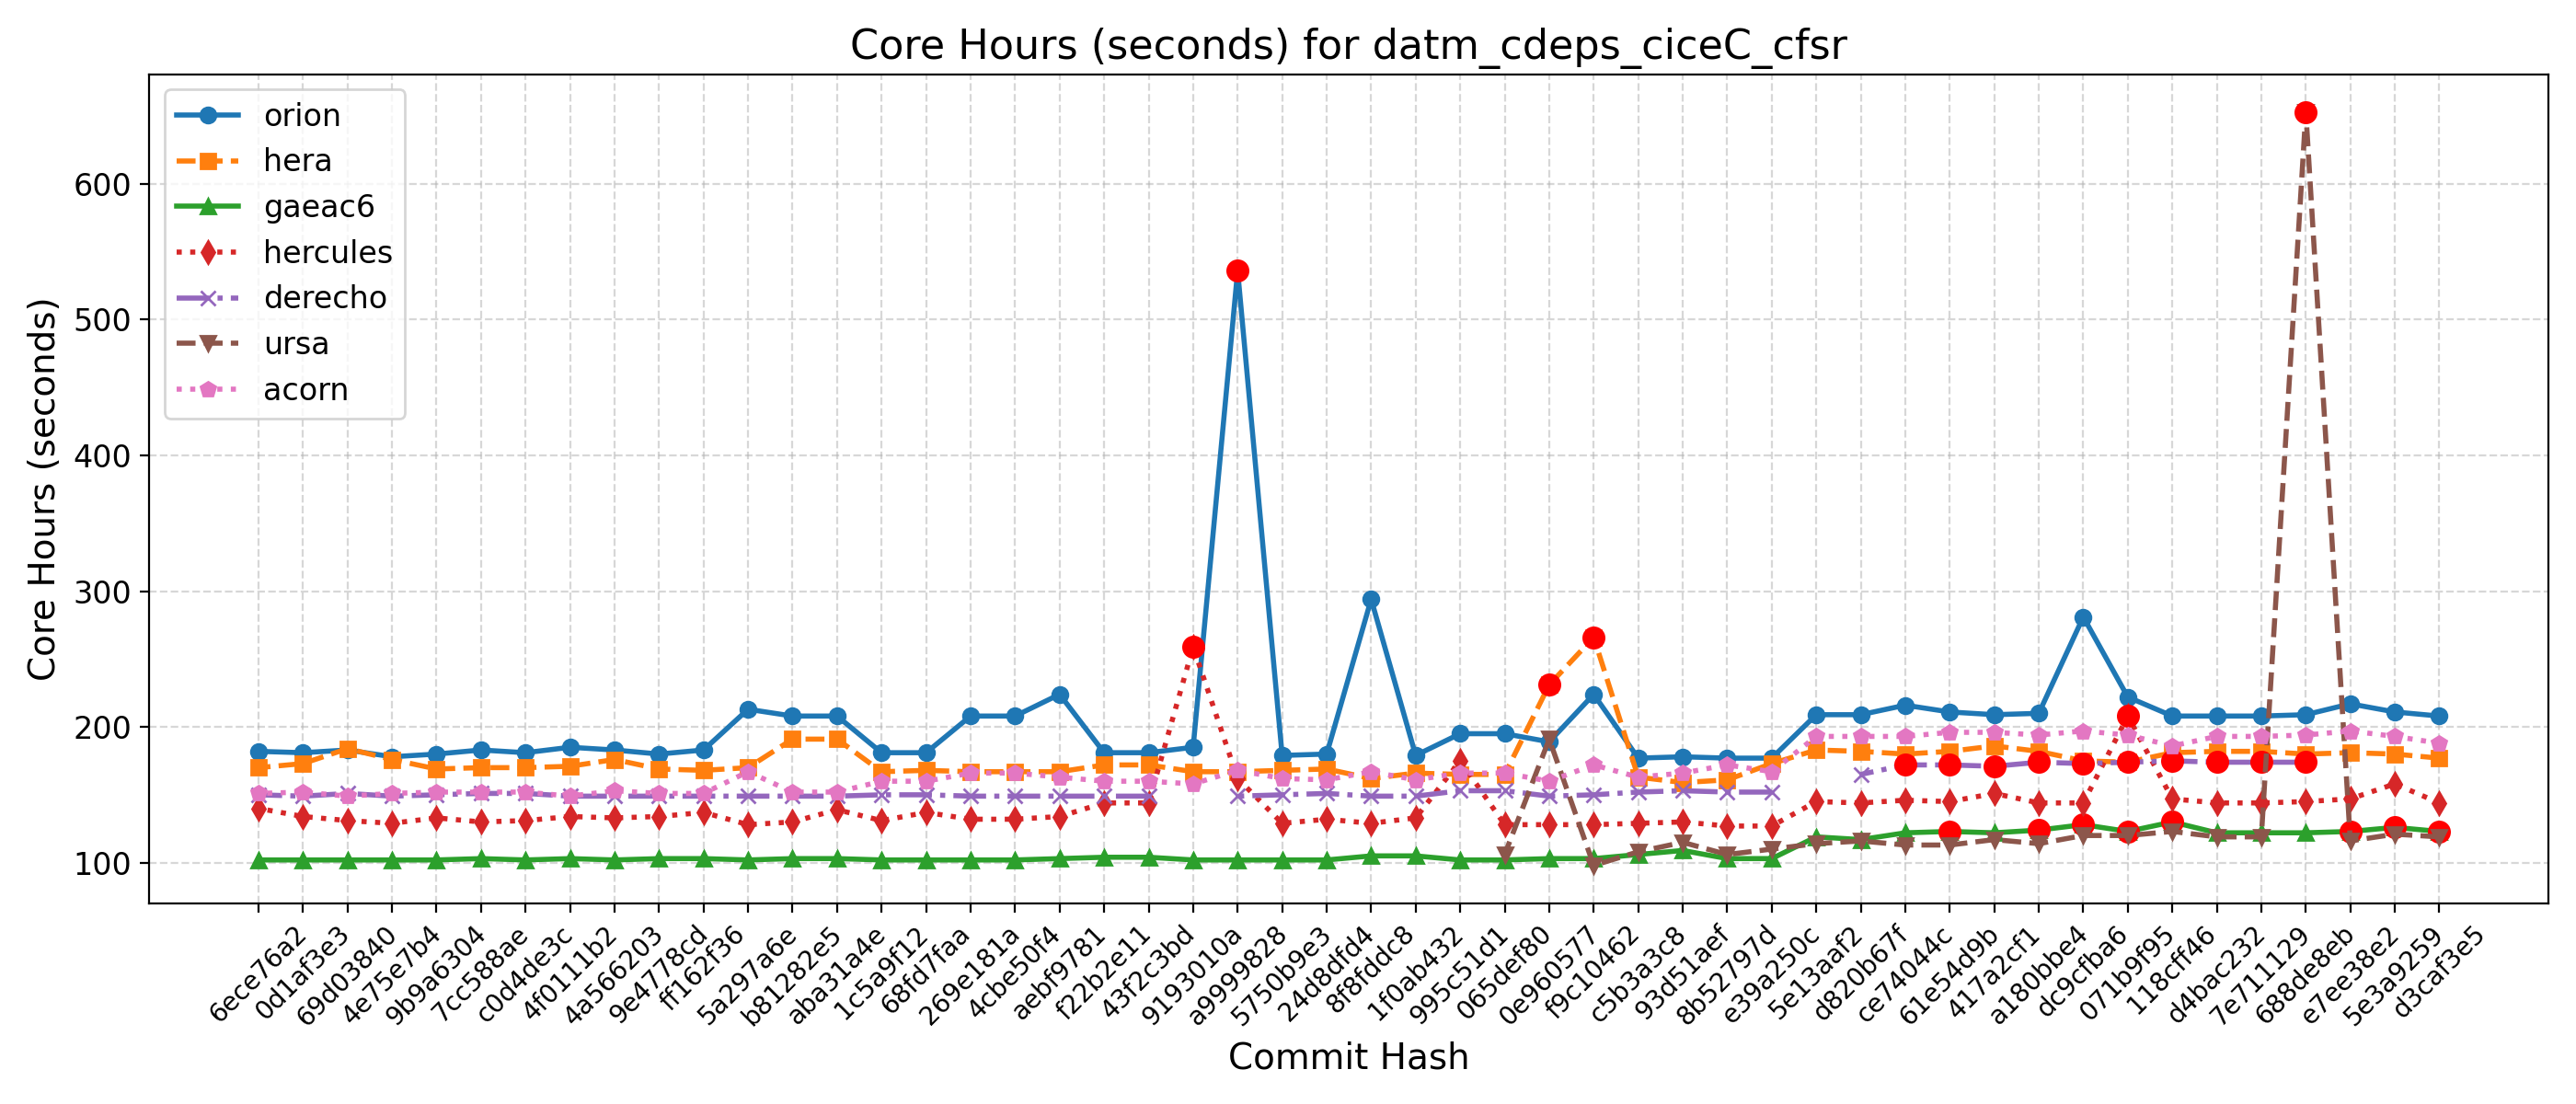 Core Hours (seconds) for datm_cdeps_ciceC_cfsr
Core Hours (seconds)
600
500
400
300
200
100
orion
hera
gaeac6
hercules
derecho
ursa
acorn
6ece76a2
0d1af3e3
69d03840
4e75e7b4
9b9a6304
7cc588ae
c0d4de3c
4f0111b2
4a566203
9e4778cd
ff162f36
5a297a6e
b81282e5
aba31a4e
1c5a9f12
68fd7faa
269e181a
4cbe50f4
aebf9781
f22b2e11
43f2c3bd
9193010a
a9999828
5750b9e3
24d8dfd4
8f8fddc8
1f0ab432
995c51d1
065def80
0e960577
f9c10462
c5b3a3c8
93d51aef
8b52797d
e39a250c
5e13aaf2
d820b67f
ce74044c
61e54d9b
417a2cf1
a180bbe4
dc9cfba6
071b9f95
118cff46
d4bac232
7e711129
688de8eb
e7ee38e2
5e3a9259
d3caf3e5
Commit Hash